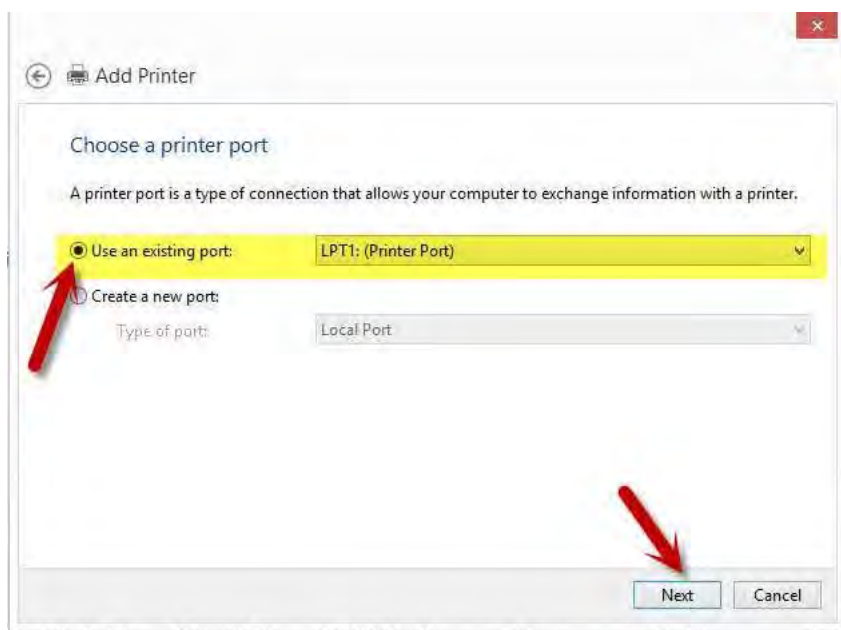 Add Printer
Choose a printer port
A printer port is a type of connection that allows your computer to exchange information with a printer.
Use an existing port: LPT1: (Printer Port)
Create a new port:
Type of port: Local Port
Next Cancel